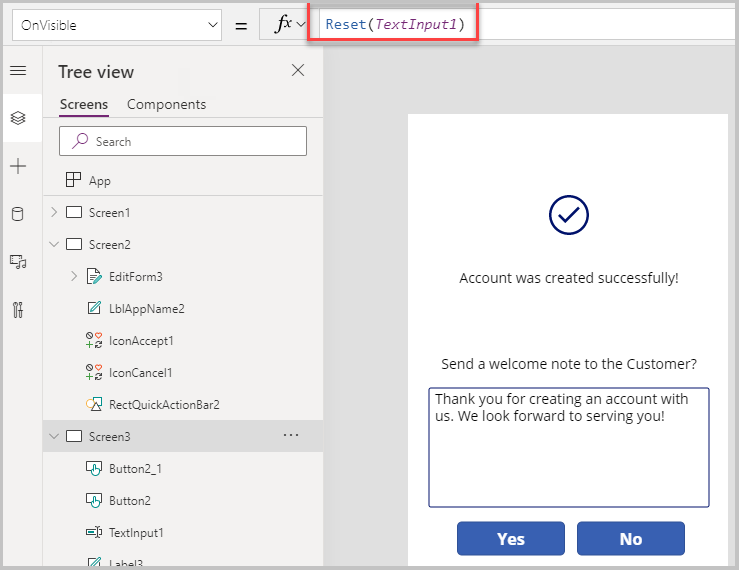 OnVisible = fx Reset(TextInput1)
Tree view
Screens Components
Search
App
Screen1
Screen2
EditForm3
LblAppName2
IconAccept1
IconCancel1
RectQuickActionBar2
Screen3
Button2_1
Button2
TextInput1
Label3
Account was created successfully!
Send a welcome note to the Customer?
Thank you for creating an account with
us. We look forward to serving you!
Yes No